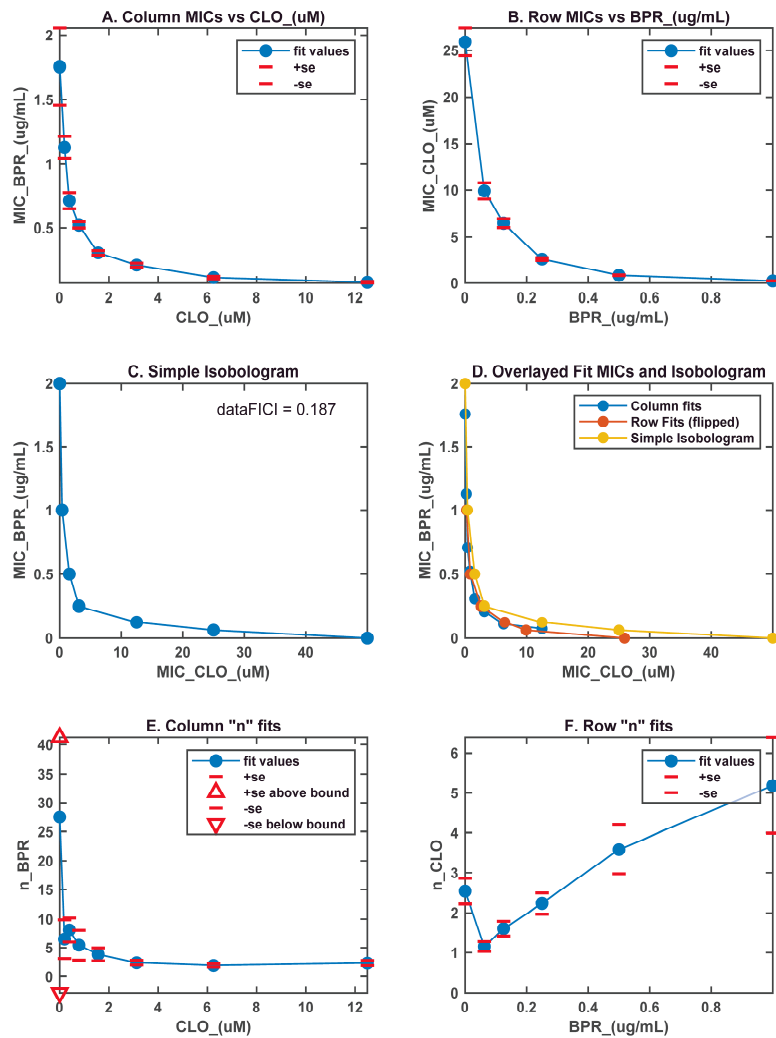 A. Column MICs vs CLO_(uM)
MIC_BPR_(ug/mL)
2
1.5
1
0.5
fit values
+se
-se
0
2
4
6
8
10
12
CLO_(uM)
B. Row MICs vs BPR_(ug/mL)
MIC_CLO_(uM)
25
20
15
10
5
0
fit values
+se
-se
0
0.2
0.4
0.6
0.8
BPR_(ug/mL)
C. Simple Isobologram
MIC_BPR_(ug/mL)
2
1.5
1
0.5
0
dataFICI = 0.187
0
10
20
30
40
MIC_CLO_(uM)
D. Overlayed Fit MICs and Isobologram
MIC_BPR_(ug/mL)
2
1.5
1
0.5
0
Column fits
Row Fits (flipped)
Simple Isobologram
0
10
20
30
40
MIC_CLO_(uM)
E. Column "n" fits
n_BPR
40
35
30
25
20
15
10
5
0
fit values
+se
+se above bound
-se
-se below bound
0
2
4
6
8
10
12
CLO_(uM)
F. Row "n" fits
n_CLO
6
5
4
3
2
1
0
fit values
+se
-se
0
0.2
0.4
0.6
0.8
BPR_(ug/mL)